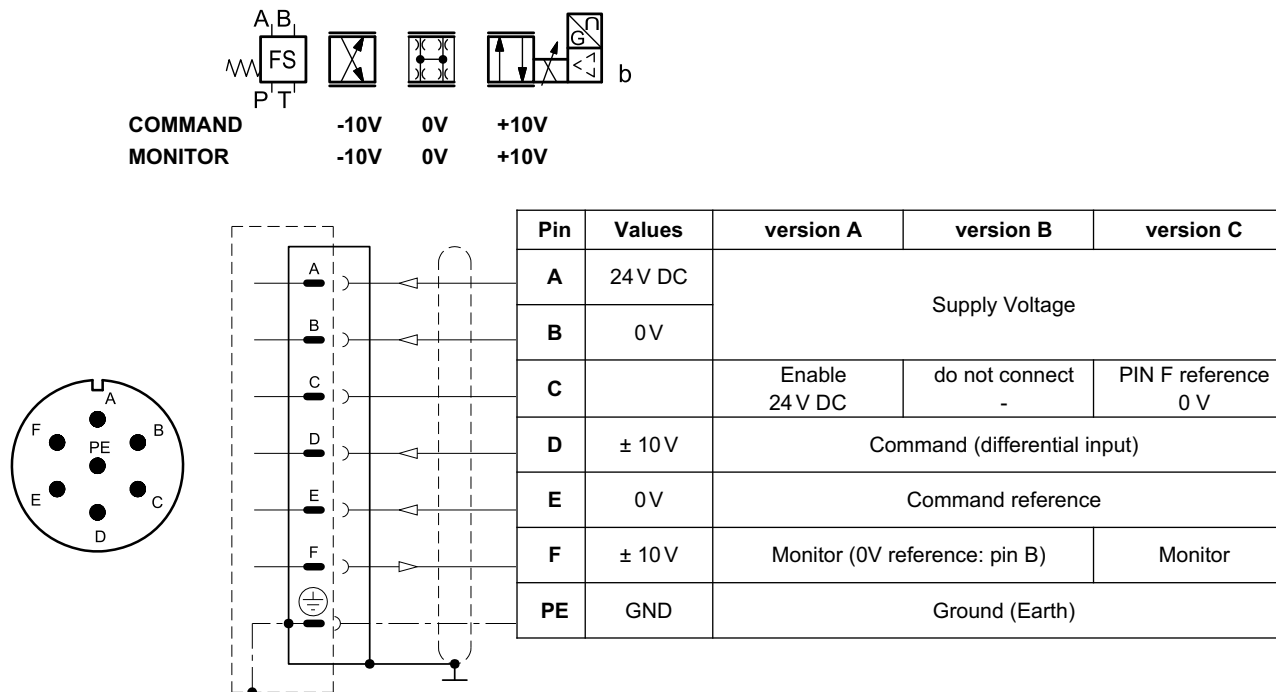 A B
FS
P T
G
b
COMMAND -10V 0V +10V
MONITOR -10V 0V +10V
A
B
C
D
E
F
PE
A
B
C
D
E
F
Pin Values version A version B version C
A 24 V DC Supply Voltage
B 0 V
C Enable 24 V DC do not connect - PIN F reference 0 V
D ± 10 V Command (differential input)
E 0 V Command reference
F ± 10 V Monitor (0V reference: pin B) Monitor
PE GND Ground (Earth)